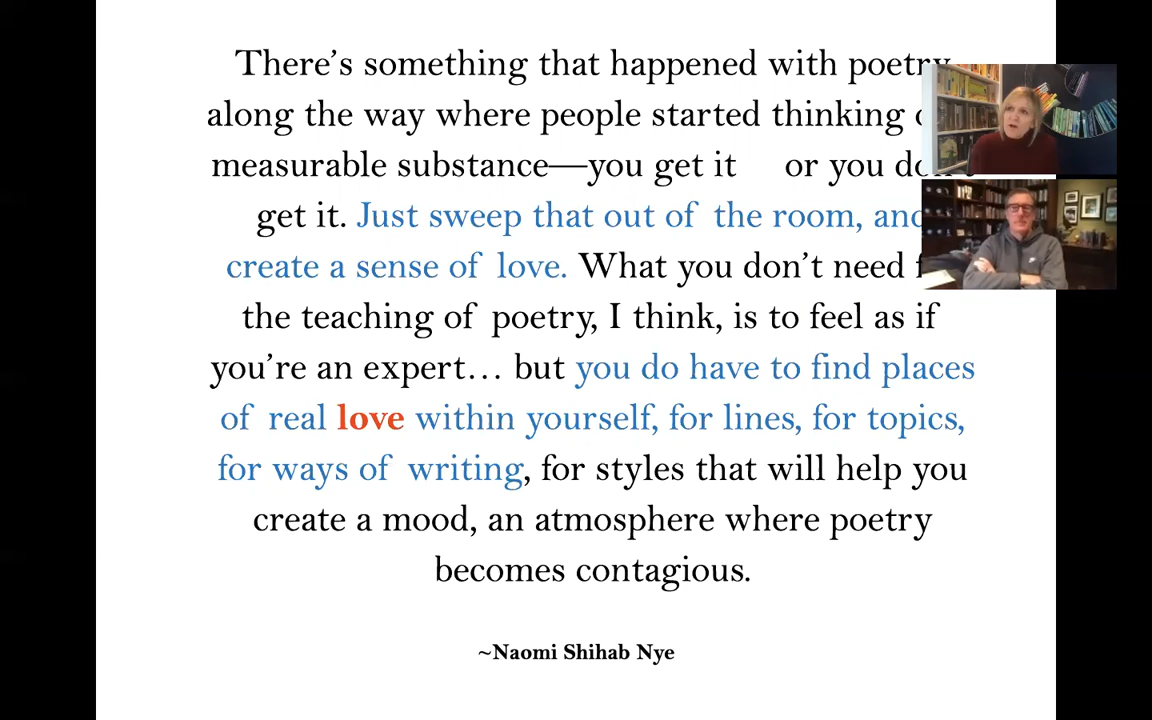 There’s something that happened with poetry
along the way where people started thinking
measurable substance—you get it or you don't
get it. Just sweep that out of the room, and
create a sense of love. What you don’t need
the teaching of poetry, I think, is to feel as if
you’re an expert… but you do have to find places
of real love within yourself, for lines, for topics,
for ways of writing, for styles that will help you
create a mood, an atmosphere where poetry
becomes contagious.
~Naomi Shihab Nye